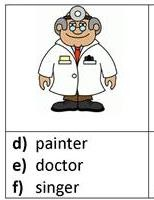 d) painter
e) doctor
f) singer